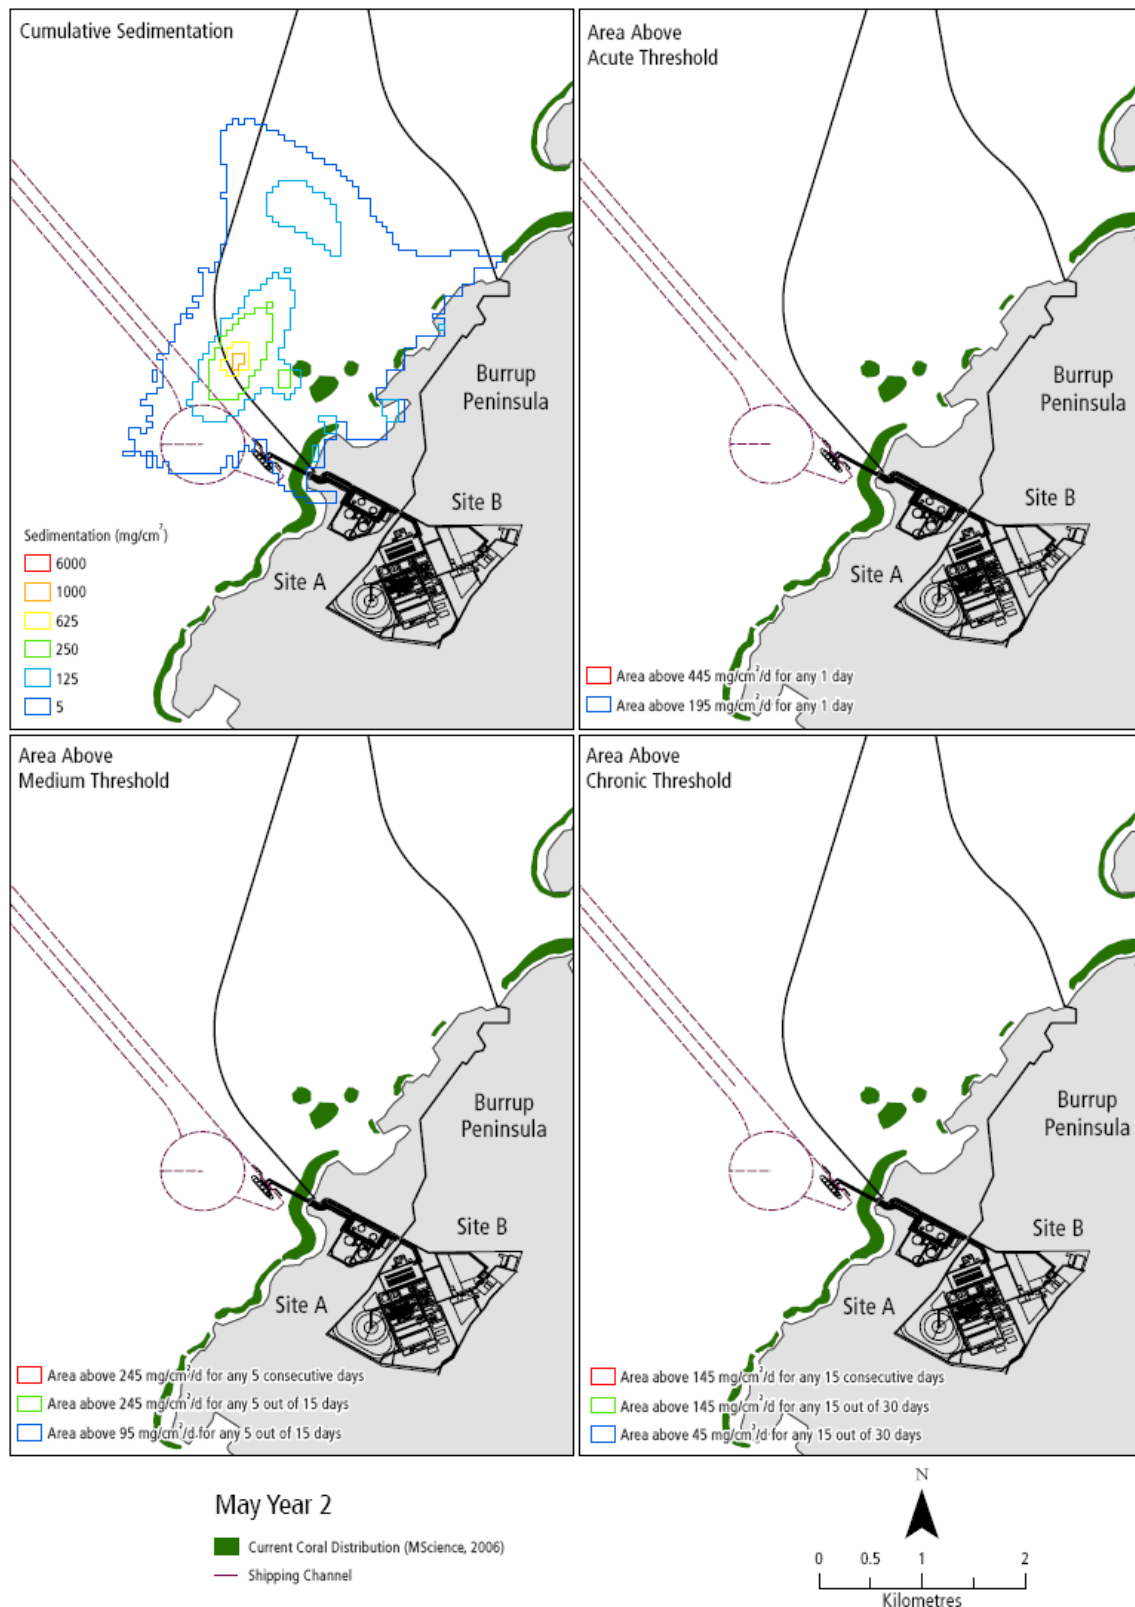 Cumulative Sedimentation
Burrup
Peninsula
Site B
Site A
Sedimentation (mg/cm²)
6000
1000
625
250
125
5
Area Above
Acute Threshold
Burrup
Peninsula
Site B
Site A
Area above 445 mg/cm²/d for any 1 day
Area above 195 mg/cm²/d for any 1 day
Area Above
Medium Threshold
Burrup
Peninsula
Site B
Site A
Area above 245 mg/cm²/d for any 5 consecutive days
Area above 245 mg/cm²/d for any 5 out of 15 days
Area above 95 mg/cm²/d for any 5 out of 15 days
Area Above
Chronic Threshold
Burrup
Peninsula
Site B
Site A
Area above 145 mg/cm²/d for any 15 consecutive days
Area above 145 mg/cm²/d for any 15 out of 30 days
Area above 45 mg/cm²/d for any 15 out of 30 days
May Year 2
Current Coral Distribution (MScience, 2006)
Shipping Channel
N
0 0.5 1 2
Kilometres